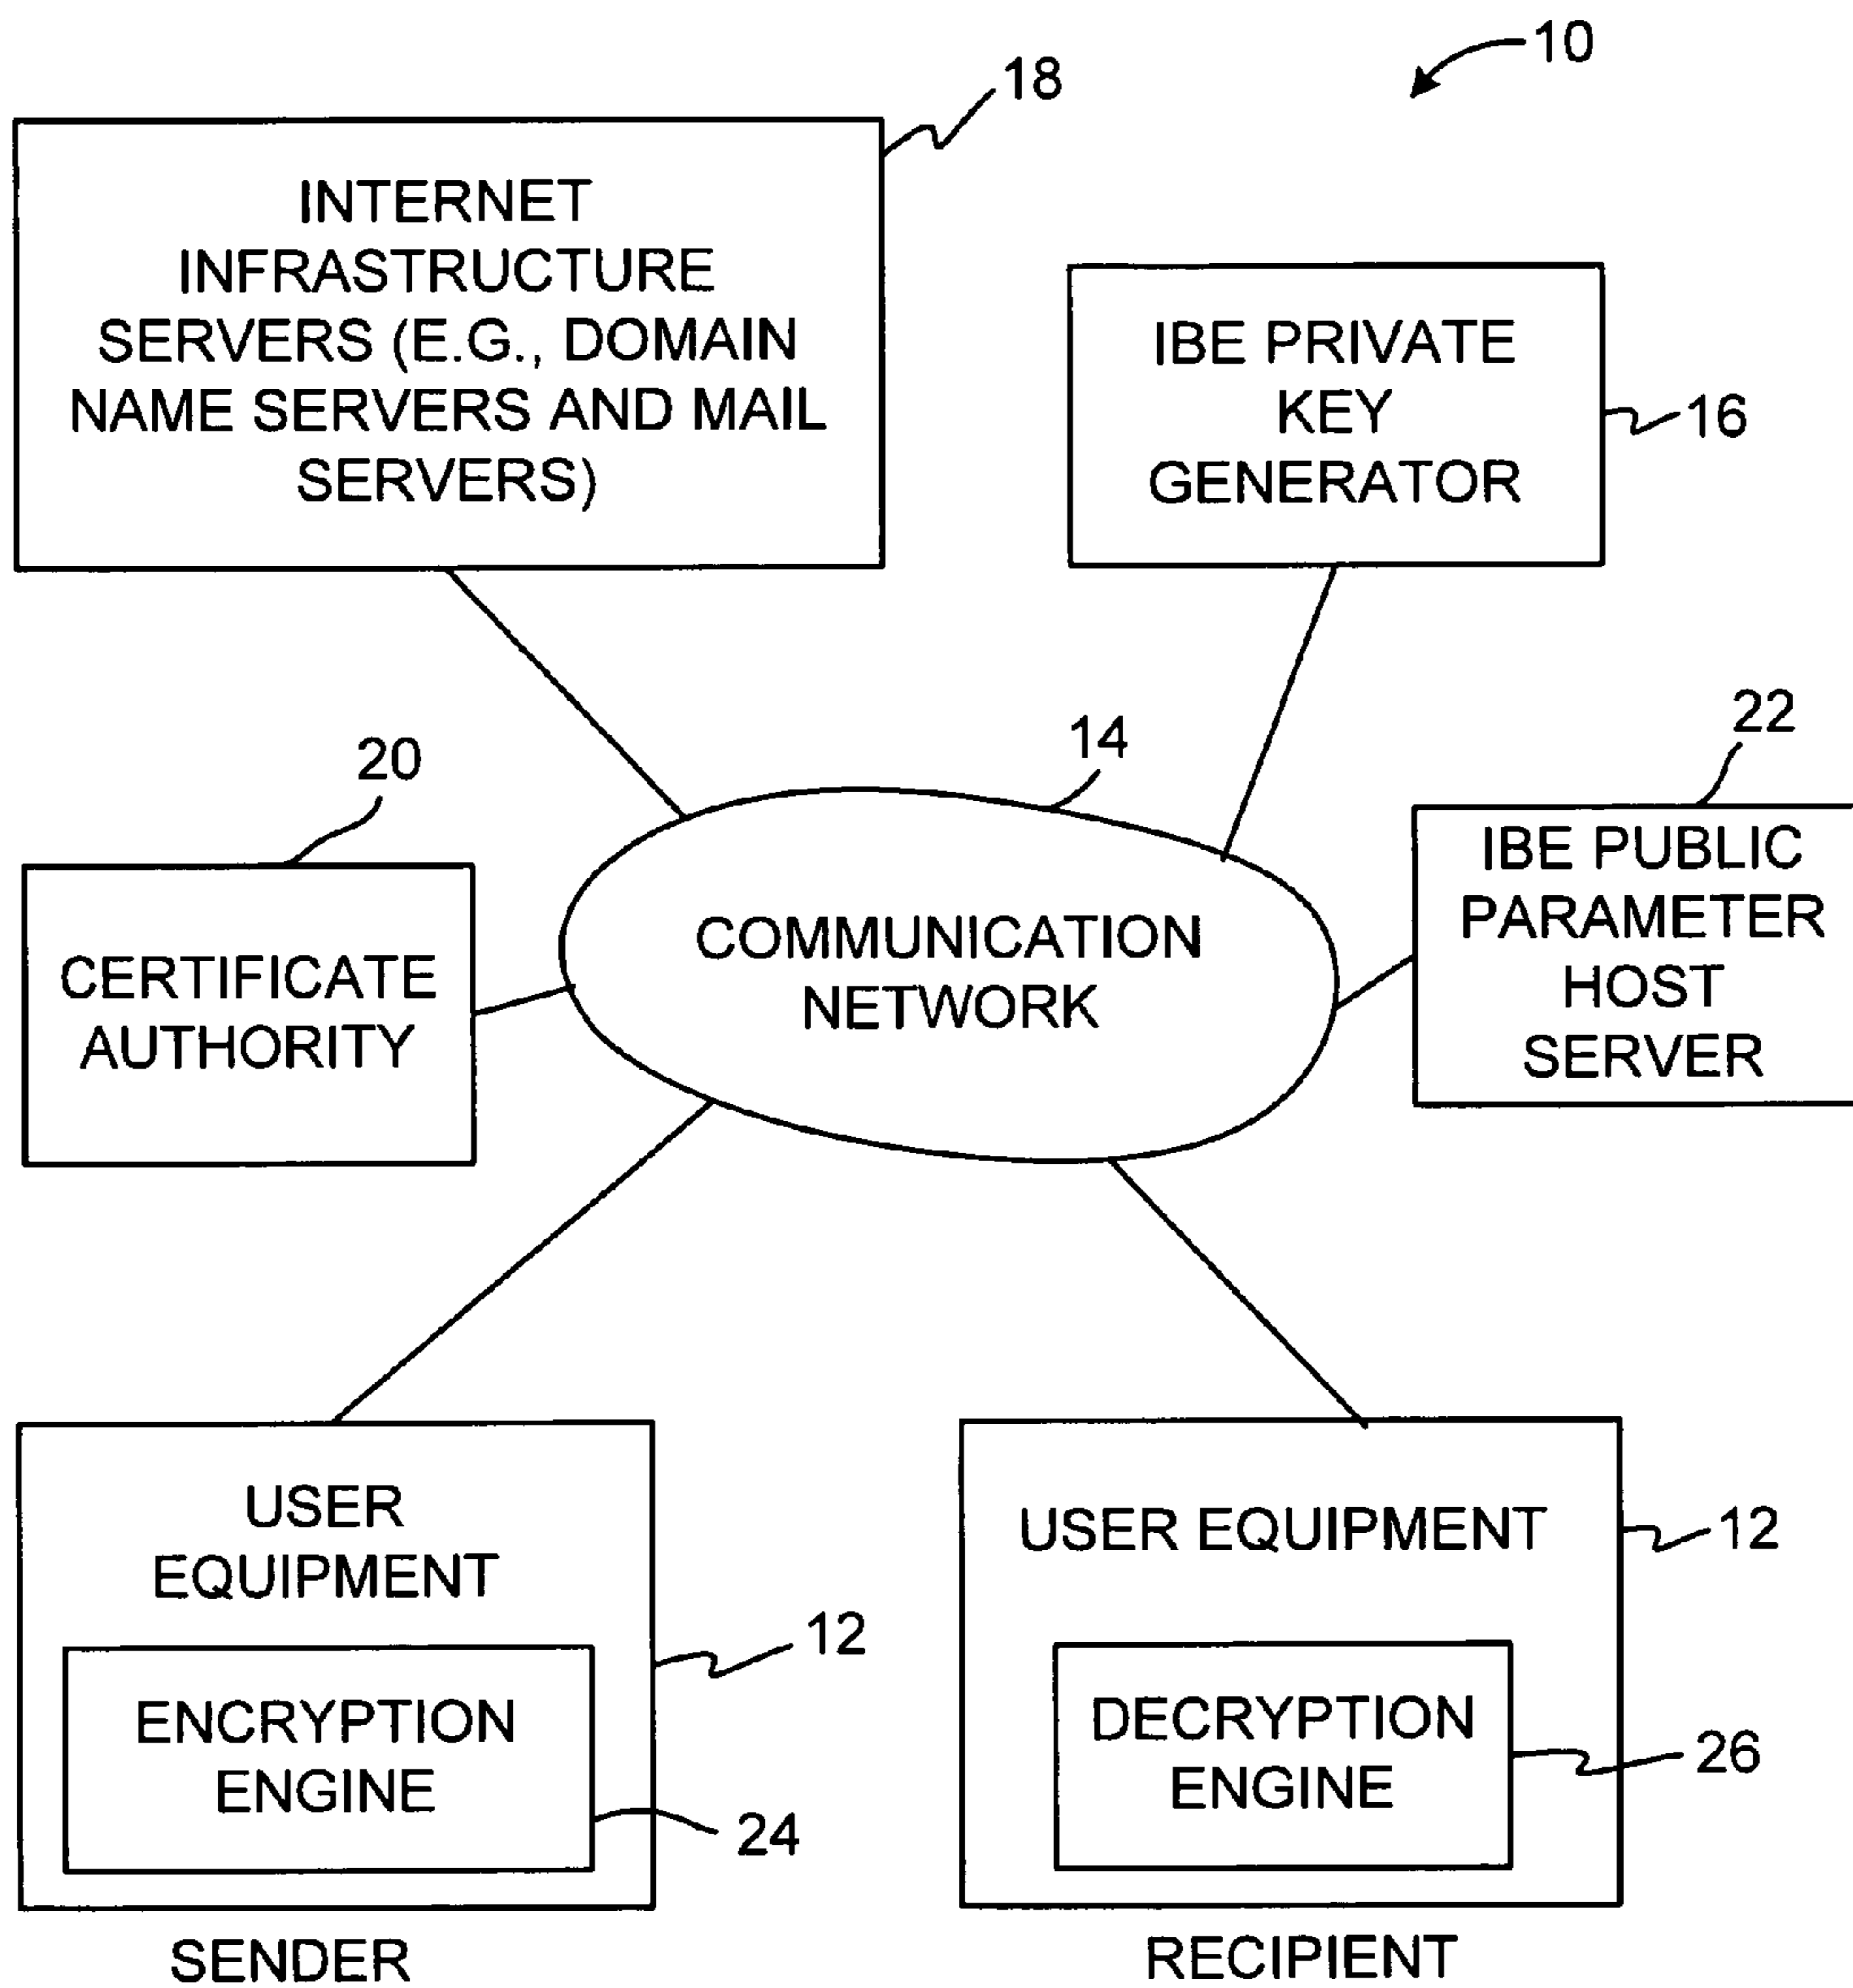 10
18
INTERNET
INFRASTRUCTURE
SERVERS (E.G., DOMAIN
NAME SERVERS AND MAIL
SERVERS)
IBE PRIVATE
KEY
GENERATOR
16
20
14
22
CERTIFICATE
AUTHORITY
COMMUNICATION
NETWORK
IBE PUBLIC
PARAMETER
HOST
SERVER
USER
EQUIPMENT
12
ENCRYPTION
ENGINE
24
SENDER
USER EQUIPMENT
12
DECRYPTION
ENGINE
26
RECIPIENT